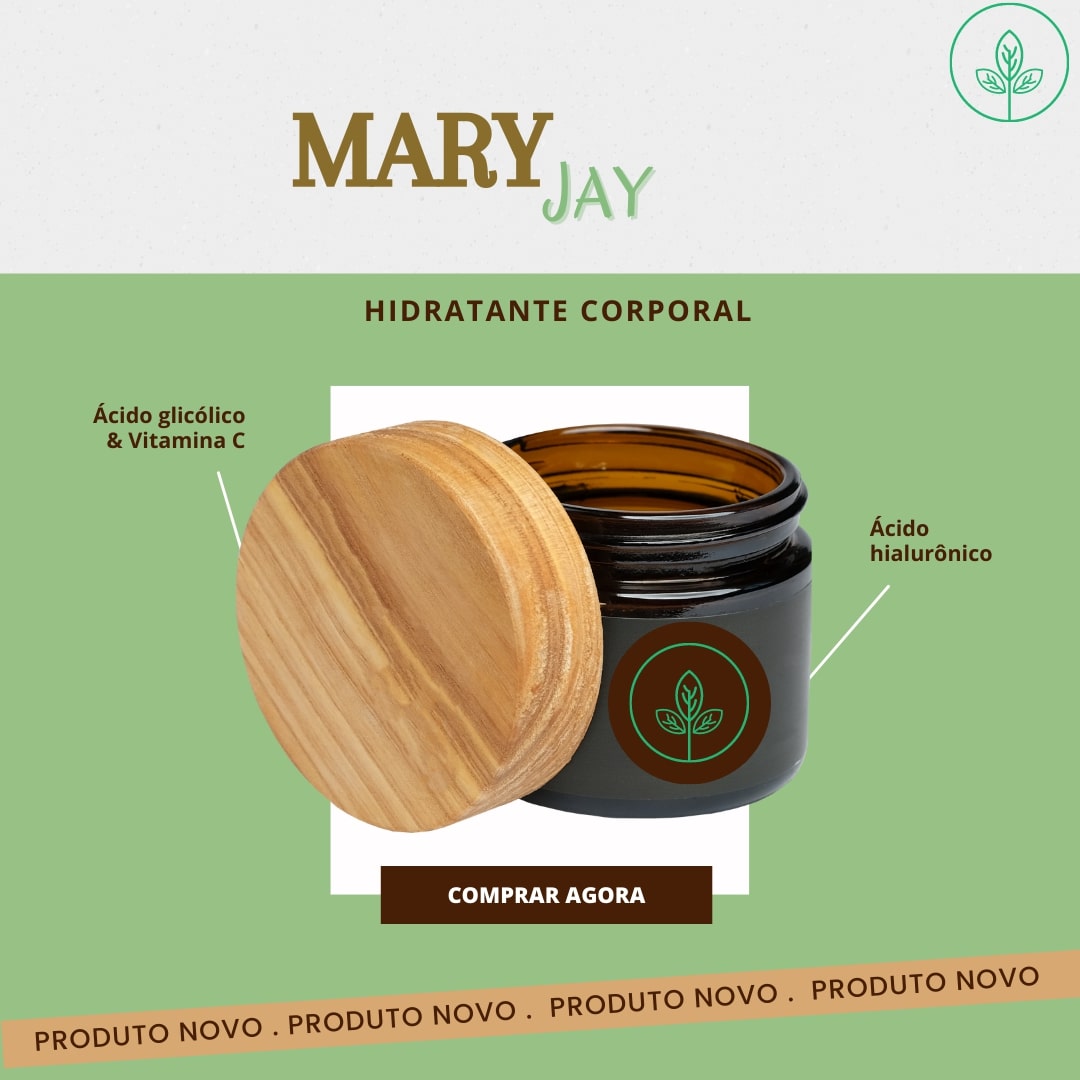 MARY
JAY
HIDRATANTE CORPORAL
Ácido glicólico
& Vitamina C
Ácido
hialurônico
COMPRAR AGORA
PRODUTO NOVO . PRODUTO NOVO . PRODUTO NOVO . PRODUTO NOVO